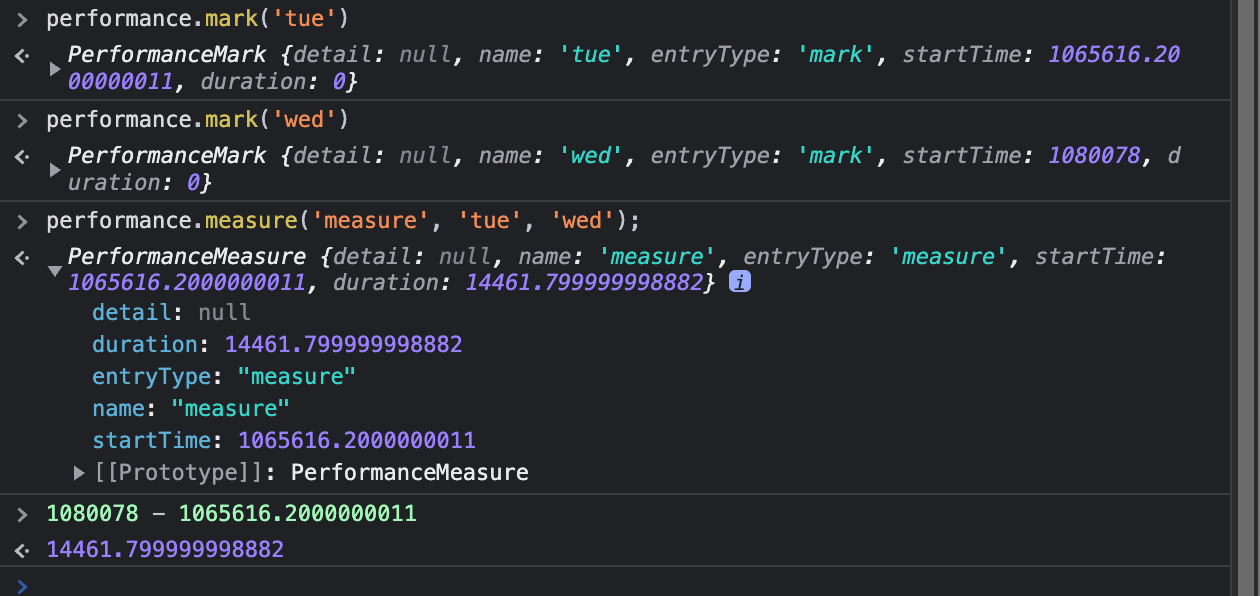 > performance.mark('tue')
PerformanceMark {detail: null, name: 'tue', entryType: 'mark', startTime: 1065616.20
00000011, duration: 0}
> performance.mark('wed')
PerformanceMark {detail: null, name: 'wed', entryType: 'mark', startTime: 1080078, d
uration: 0}
> performance.measure('measure', 'tue', 'wed');
PerformanceMeasure {detail: null, name: 'measure', entryType: 'measure', startTime:
1065616.2000000011, duration: 14461.799999998882} i
detail: null
duration: 14461.799999998882
entryType: "measure"
name: "measure"
startTime: 1065616.2000000011
[[Prototype]]: PerformanceMeasure
> 1080078 - 1065616.2000000011
14461.799999998882
>